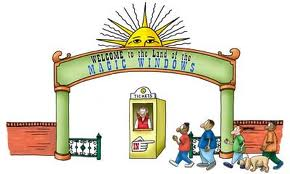 WELCOME to the Land of the
MAGIC WINDOWS
TICKETS
IN